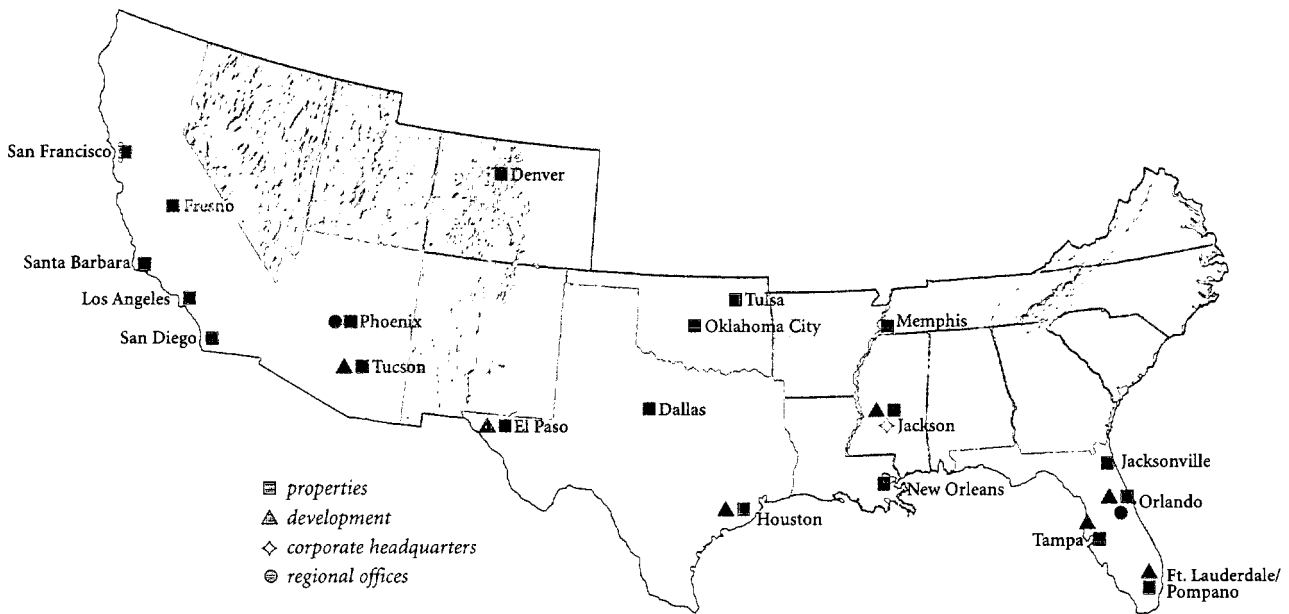 San Francisco
Denver
Fresno
Santa Barbara
Los Angeles
Tulsa
Phoenix
Oklahoma City
Memphis
San Diego
Tucson
Dallas
El Paso
Jackson
Jacksonville
New Orleans
Orlando
Houston
Tampa
Ft. Lauderdale/
Pompano
properties
development
corporate headquarters
regional offices